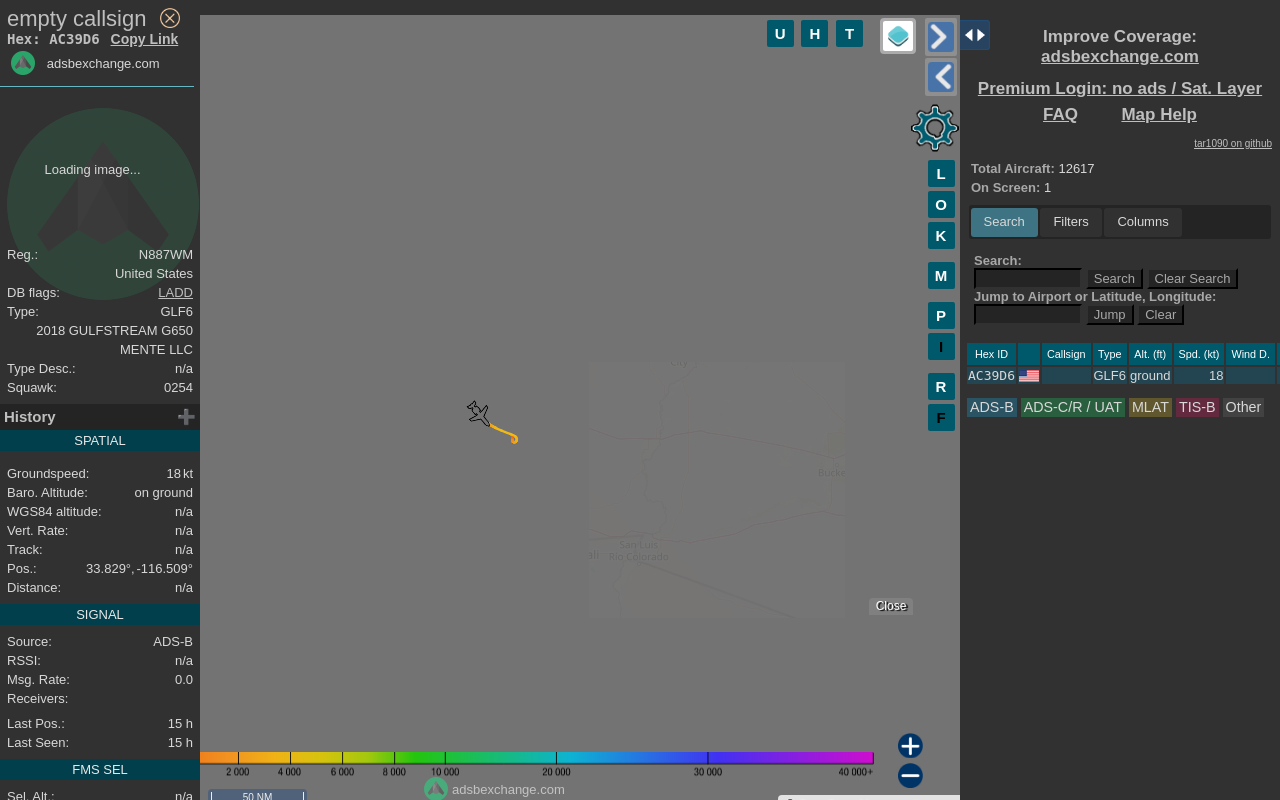 empty callsign
Hex: AC39D6 Copy Link
adsbexchange.com
Loading image...
Reg.: N887WM
United States
DB flags: LADD
Type: GLF6
2018 GULFSTREAM G650
MENTE LLC
Type Desc.: n/a
Squawk: 0254
History
SPATIAL
Groundspeed: 18 kt
Baro. Altitude: on ground
WGS84 altitude: n/a
Vert. Rate: n/a
Track: n/a
Pos.: 33.829°, -116.509°
Distance: n/a
SIGNAL
Source: ADS-B
RSSI: n/a
Msg. Rate: 0.0
Receivers:
Last Pos.: 15 h
Last Seen: 15 h
FMS SEL
Sel. Alt.: n/a
U H T
L
O
K
M
P
I
R
F
City
San Luis
Rio Colorado
Close
2 000 4 000 6 000 8 000 10 000 20 000 30 000 40 000+
adsbexchange.com
50 NM
Improve Coverage:
adsbexchange.com
Premium Login: no ads / Sat. Layer
FAQ Map Help
tar1090 on github
Total Aircraft: 12617
On Screen: 1
Search Filters Columns
Search:
Search Clear Search
Jump to Airport or Latitude, Longitude:
Jump Clear
Hex ID Callsign Type Alt. (ft) Spd. (kt) Wind D.
AC39D6 GLF6 ground 18
ADS-B ADS-C/R / UAT MLAT TIS-B Other